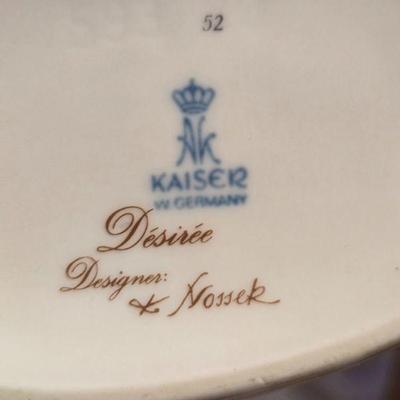 52
AK
KAISER
W. GERMANY
Désirée
Designer:
K Nossek